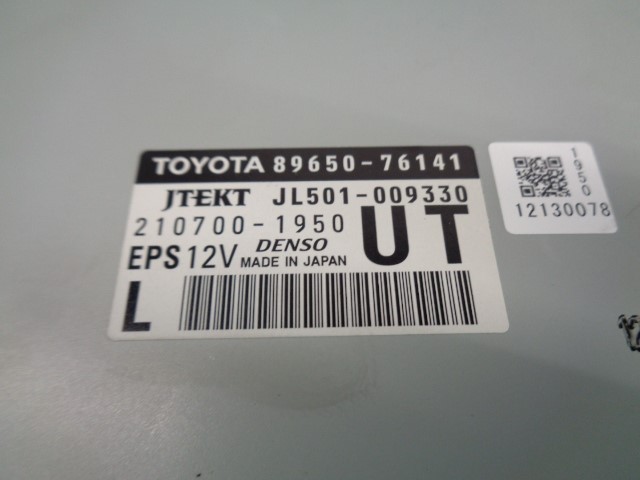 TOYOTA 89650-76141
JTEKT JL501-009330
210700-1950
EPS 12V DENSO MADE IN JAPAN
UT
L
1950
12130078